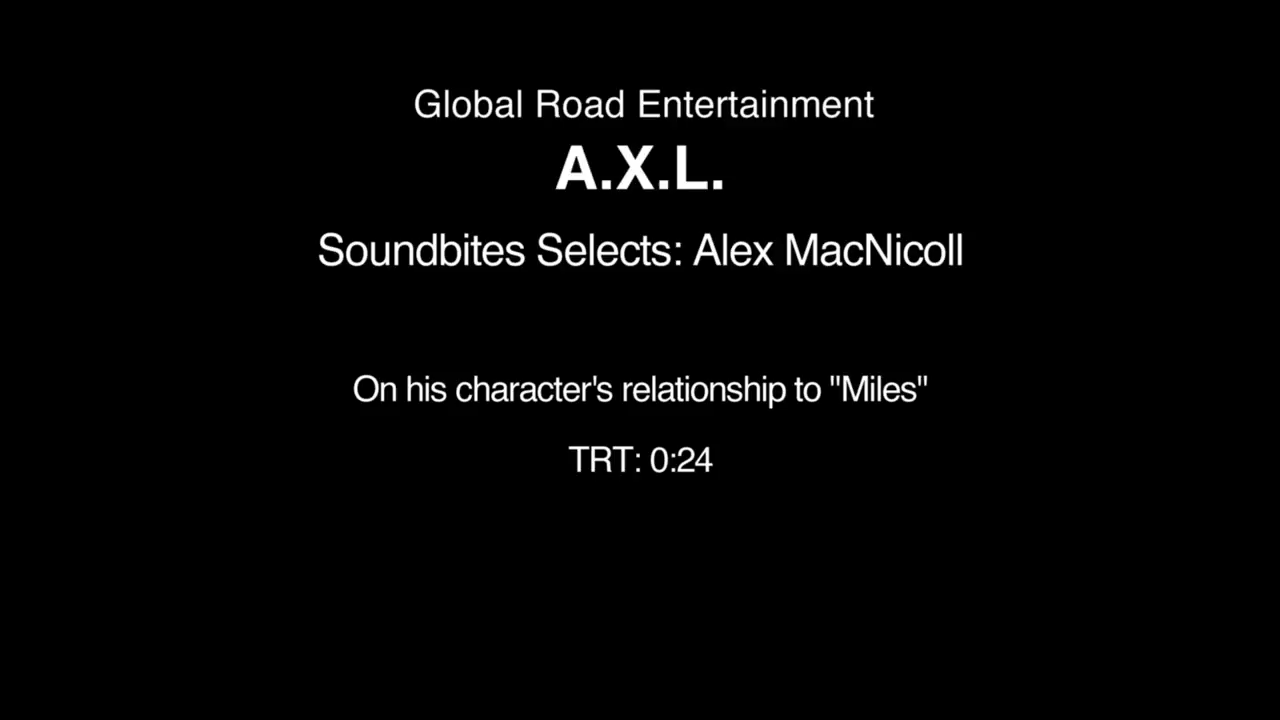 Global Road Entertainment
A.X.L.
Soundbites Selects: Alex MacNicoll
On his character's relationship to "Miles"
TRT: 0:24